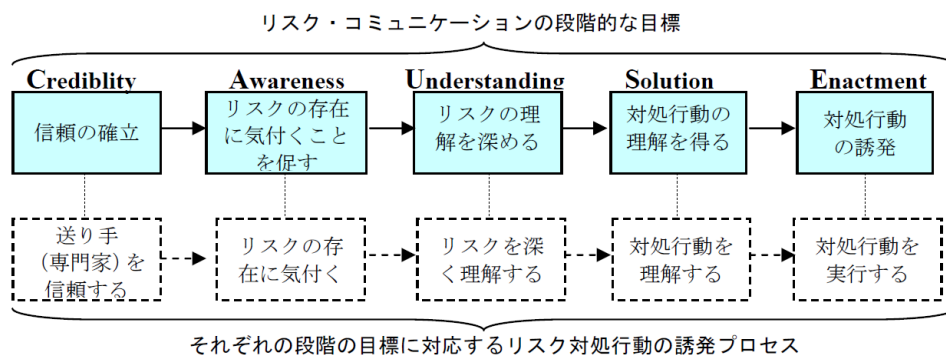 リスク・コミュニケーションの段階的な目標
Crediblity
Awareness
Understanding
Solution
Enactment
信頼の確立
リスクの存在
に気付くこと
を促す
リスクの理
解を深める
対処行動の
理解を得る
対処行動
の誘発
送り手
(専門家)を
信頼する
リスクの存
在に気付く
リスクを深
く理解する
対処行動を
理解する
対処行動を
実行する
それぞれの段階の目標に対応するリスク対処行動の誘発プロセス